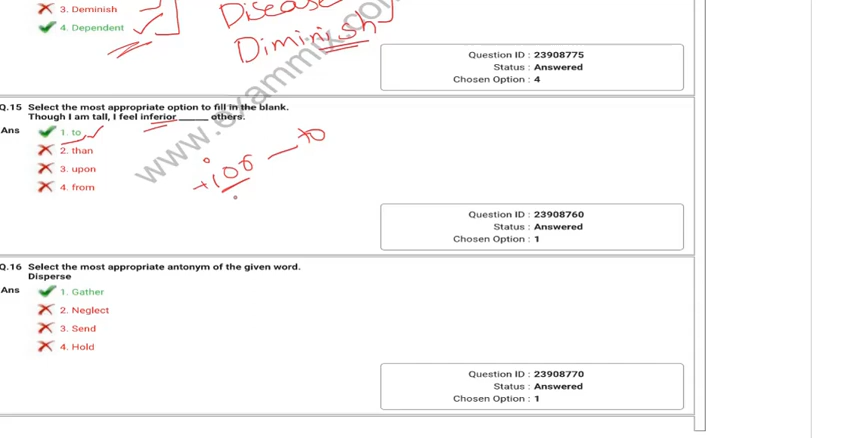 3. Deminish
4. Dependent
Disease
Diminish
Question ID : 23908775
Status : Answered
Chosen Option : 4
Q.15 Select the most appropriate option to fill in the blank.
Though I am tall, I feel inferior ______ others.
Ans 1. to
2. than
3. upon
4. from
+ior — to
www.exammix.com
Question ID : 23908760
Status : Answered
Chosen Option : 1
Q.16 Select the most appropriate antonym of the given word.
Disperse
Ans 1. Gather
2. Neglect
3. Send
4. Hold
Question ID : 23908770
Status : Answered
Chosen Option : 1